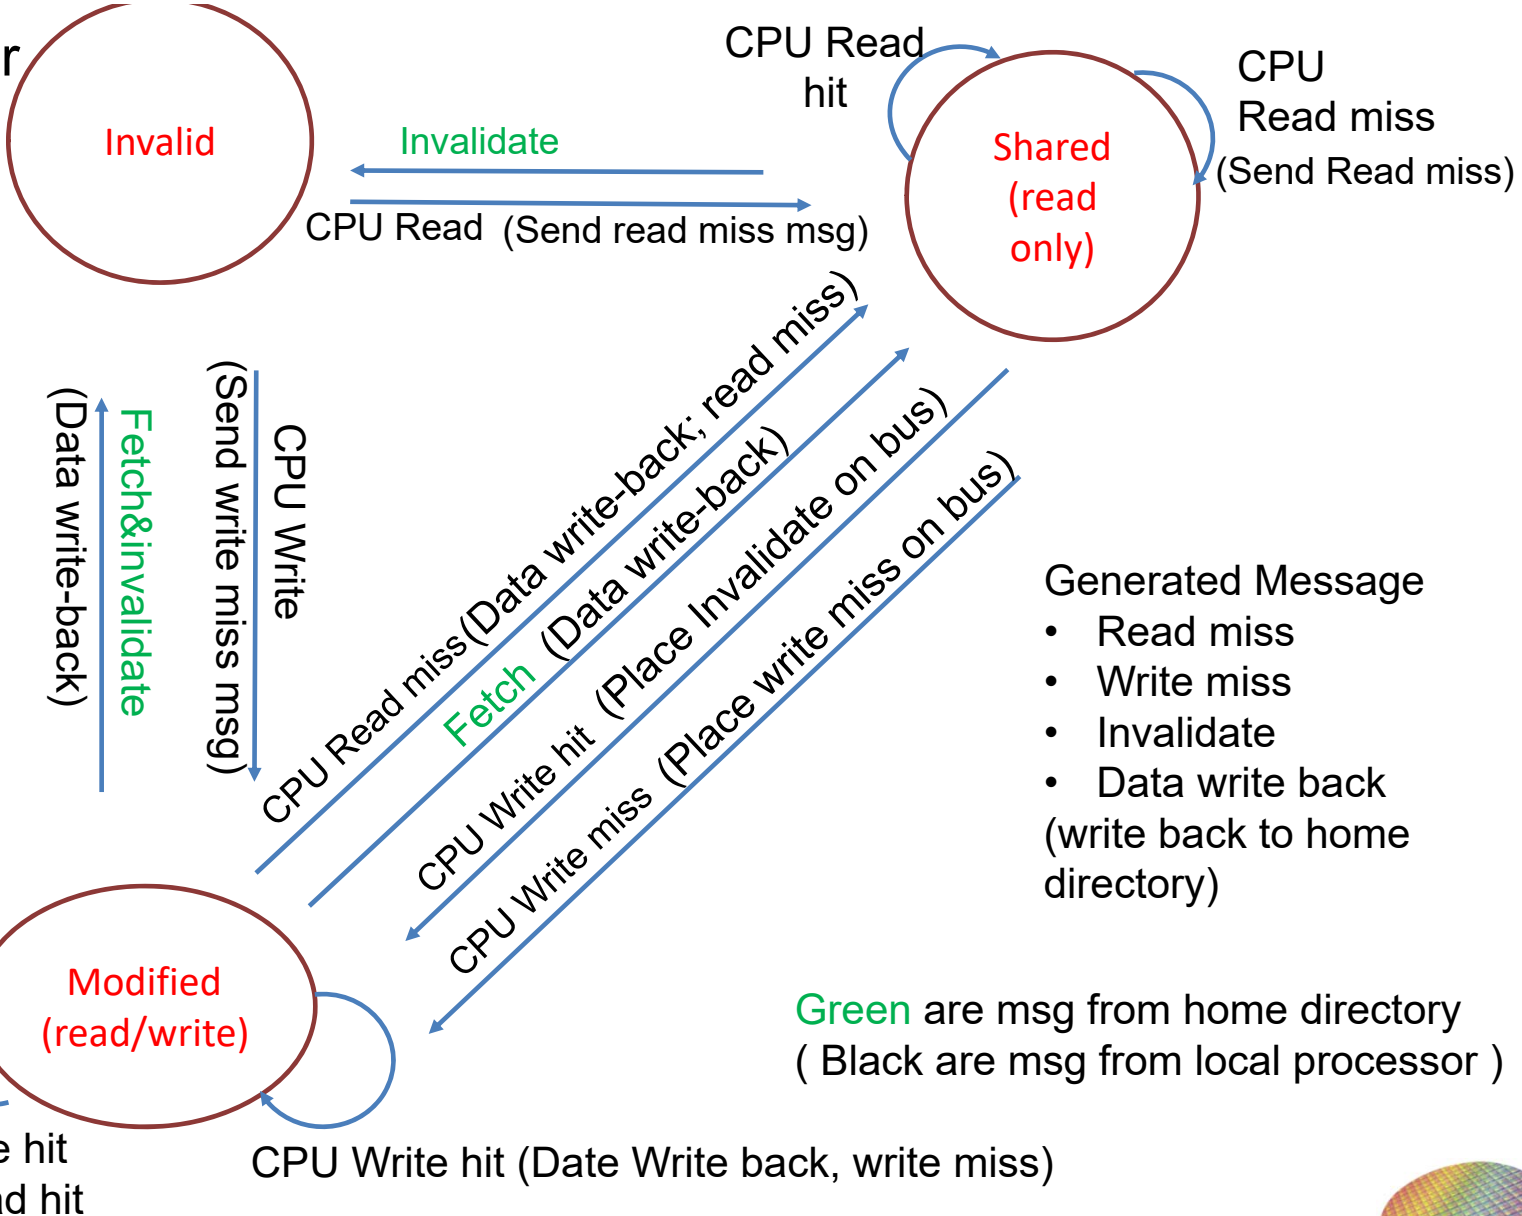 r
Invalid
Invalidate
CPU Read (Send read miss msg)
CPU Read
hit
Shared
(read
only)
CPU
Read miss
(Send Read miss)
(Data write-back)
Fetch&invalidate
(Send write miss msg)
CPU Write
CPU Read miss(Data write-back; read miss)
Fetch (Data write-back)
CPU Write hit (Place Invalidate on bus)
CPU Write miss (Place write miss on bus)
Generated Message
• Read miss
• Write miss
• Invalidate
• Data write back
(write back to home
directory)
Modified
(read/write)
Green are msg from home directory
( Black are msg from local processor )
e hit
ad hit
CPU Write hit (Date Write back, write miss)